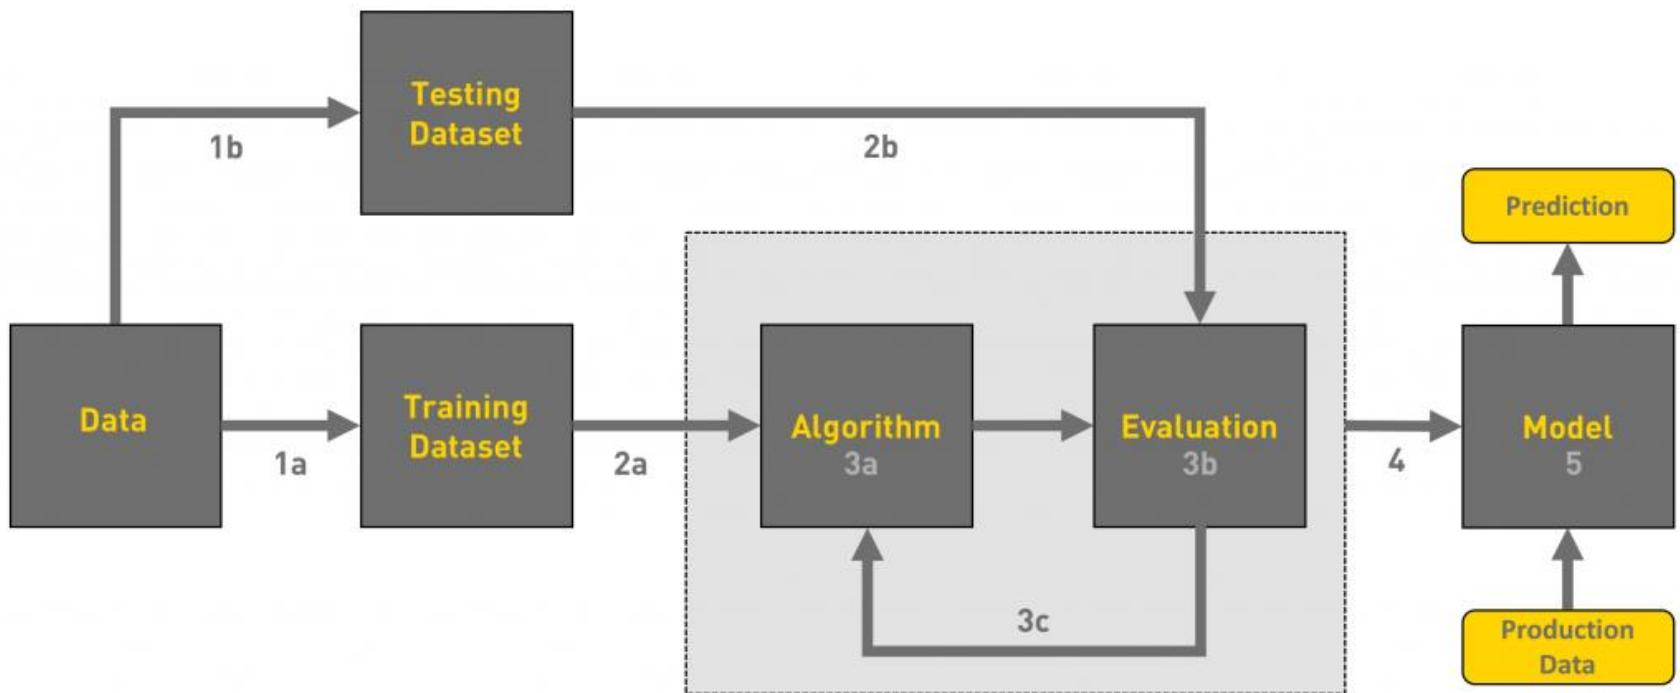 Testing
Dataset
1b
2b
Prediction
Data
1a
Training
Dataset
2a
Algorithm
3a
Evaluation
3b
3c
4
Model
5
Production
Data